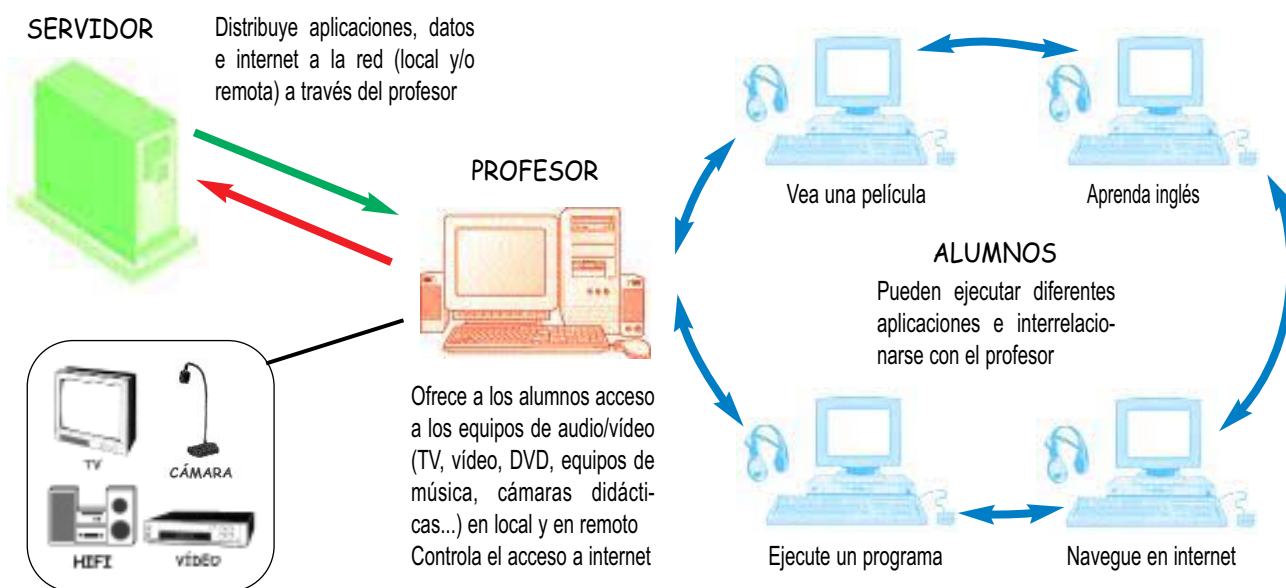 SERVIDOR
Distribuye aplicaciones, datos
e internet a la red (local y/o
remota) a través del profesor
PROFESOR
Ofrece a los alumnos acceso
a los equipos de audio/vídeo
(TV, vídeo, DVD, equipos de
música, cámaras didácti-
cas...) en local y en remoto
Controla el acceso a internet
TV
CÁMARA
HIFI
VÍDEO
Vea una película
Aprenda inglés
ALUMNOS
Pueden ejecutar diferentes
aplicaciones e interrelacio-
narse con el profesor
Ejecute un programa
Navegue en internet